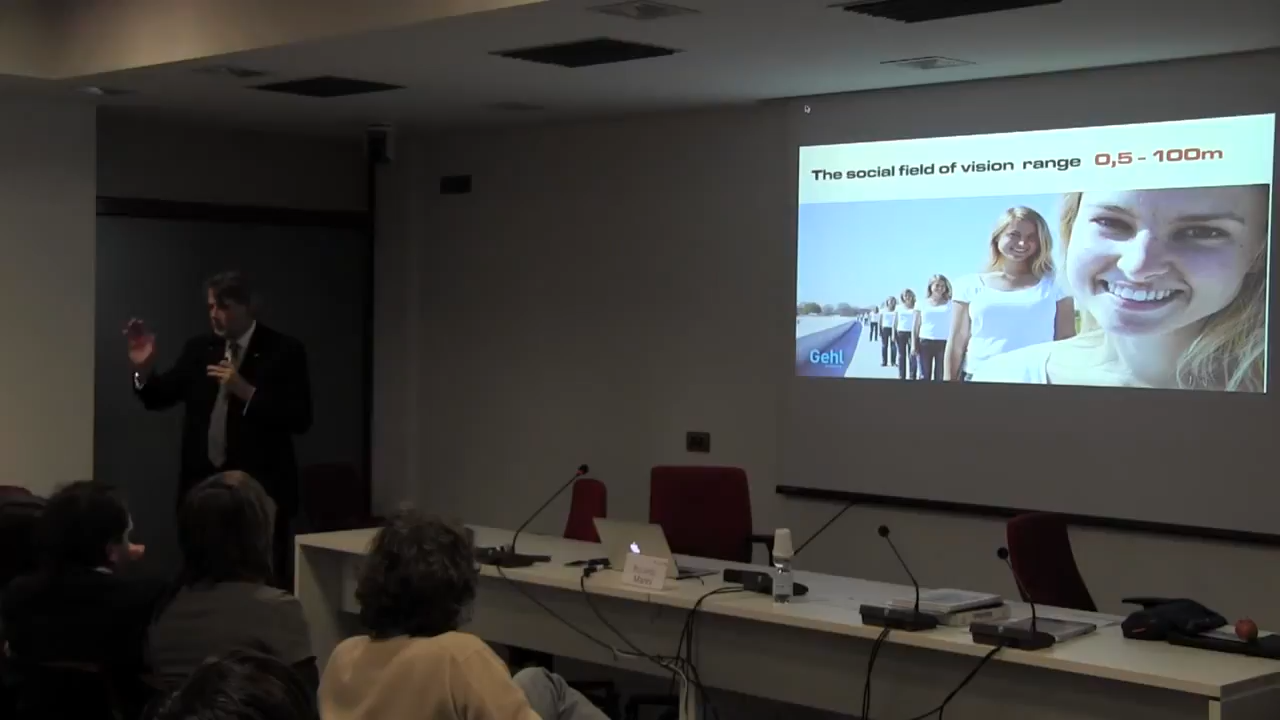 The social field of vision range 0,5 - 100m
Gehl